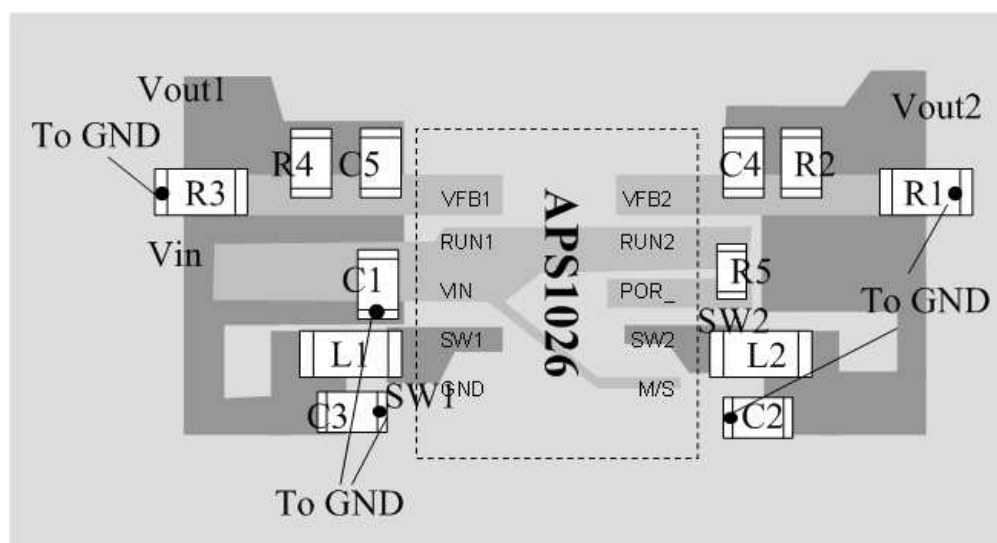 Vout1
Vout2
To GND
R4
C5
C4
R2
R3
VFB1
VFB2
R1
APS1026
RUN1
RUN2
Vin
C1
R5
VIN
POR_
To GND
SW2
SW1
SW2
L1
L2
GND
M/S
SW1
C3
C2
To GND